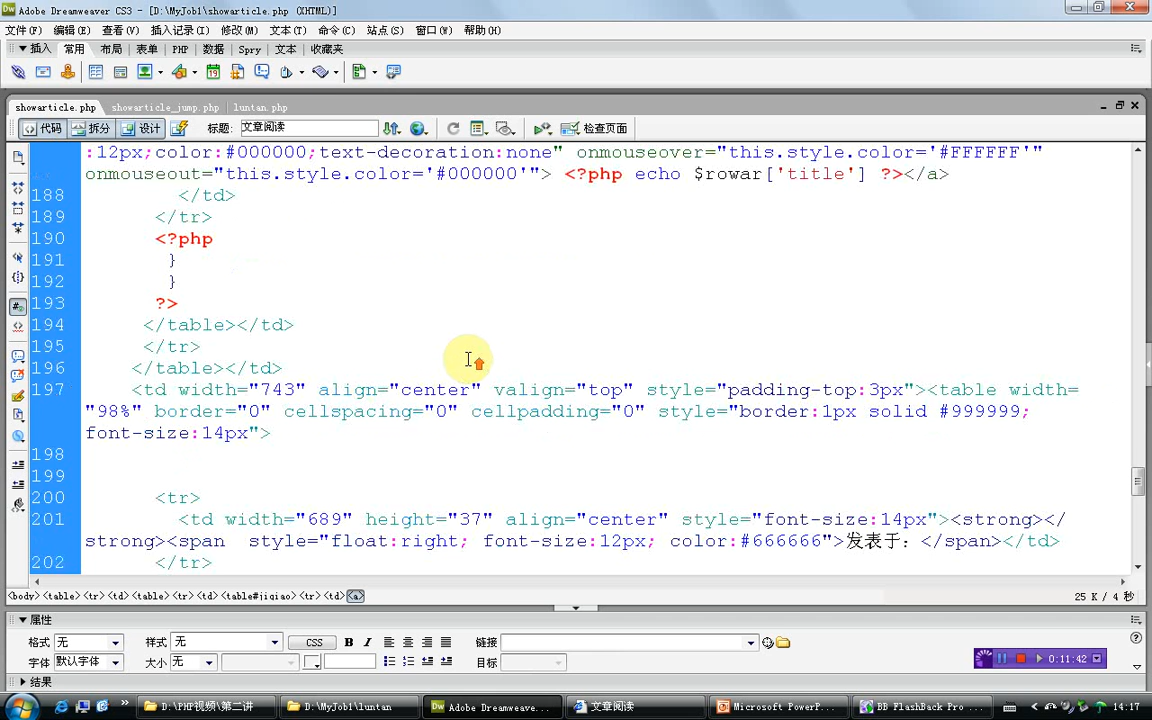 Adobe Dreamweaver CS3 - [D:\MyJob1\showarticle.php (XHTML)]
文件(F) 编辑(E) 查看(V) 插入记录(I) 修改(M) 文本(T) 命令(C) 站点(S) 窗口(W) 帮助(H)
▼ 插入 常用 布局 表单 PHP 数据 Spry 文本 收藏夹
showarticle.php showarticle_jump.php luntan.php
代码 拆分 设计 标题: 文章阅读 检查页面
:12px;color:#000000;text-decoration:none" onmouseover="this.style.color='#FFFFFF'"
onmouseout="this.style.color='#000000'"> <?php echo $rowar['title'] ?></a>
188 </td>
189 </tr>
190 <?php
191 }
192 }
193 ?>
194 </table></td>
195 </tr>
196 </table></td>
197 <td width="743" align="center" valign="top" style="padding-top:3px"><table width=
"98%" border="0" cellspacing="0" cellpadding="0" style="border:1px solid #999999;
font-size:14px">
198
199
200 <tr>
201 <td width="689" height="37" align="center" style="font-size:14px"><strong></
strong><span  style="float:right; font-size:12px; color:#666666">发表于: </span></td>
202 </tr>
<body> <table> <tr> <td> <table> <tr> <td> <table#jiqiao> <tr> <td> <a> 25 K / 4 秒
▼ 属性
格式 无 样式 无 CSS B I 链接
字体 默认字体 大小 无 目标
▶ 结果
0:11:42
D:\PHP视频\第二讲 D:\MyJob1\luntan Adobe Dreamweave... 文章阅读 Microsoft PowerP... BB FlashBack Pro ... 14:17